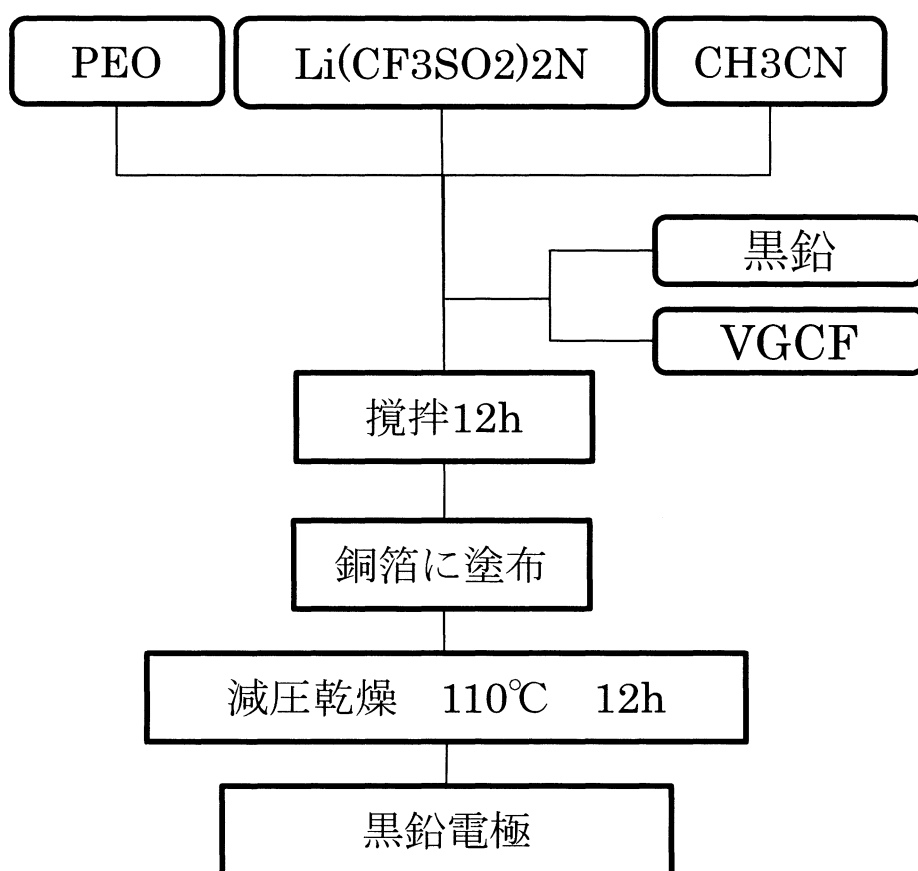 PEO
Li(CF3SO2)2N
CH3CN
黒鉛
VGCF
撹拌12h
銅箔に塗布
減圧乾燥 110℃ 12h
黒鉛電極